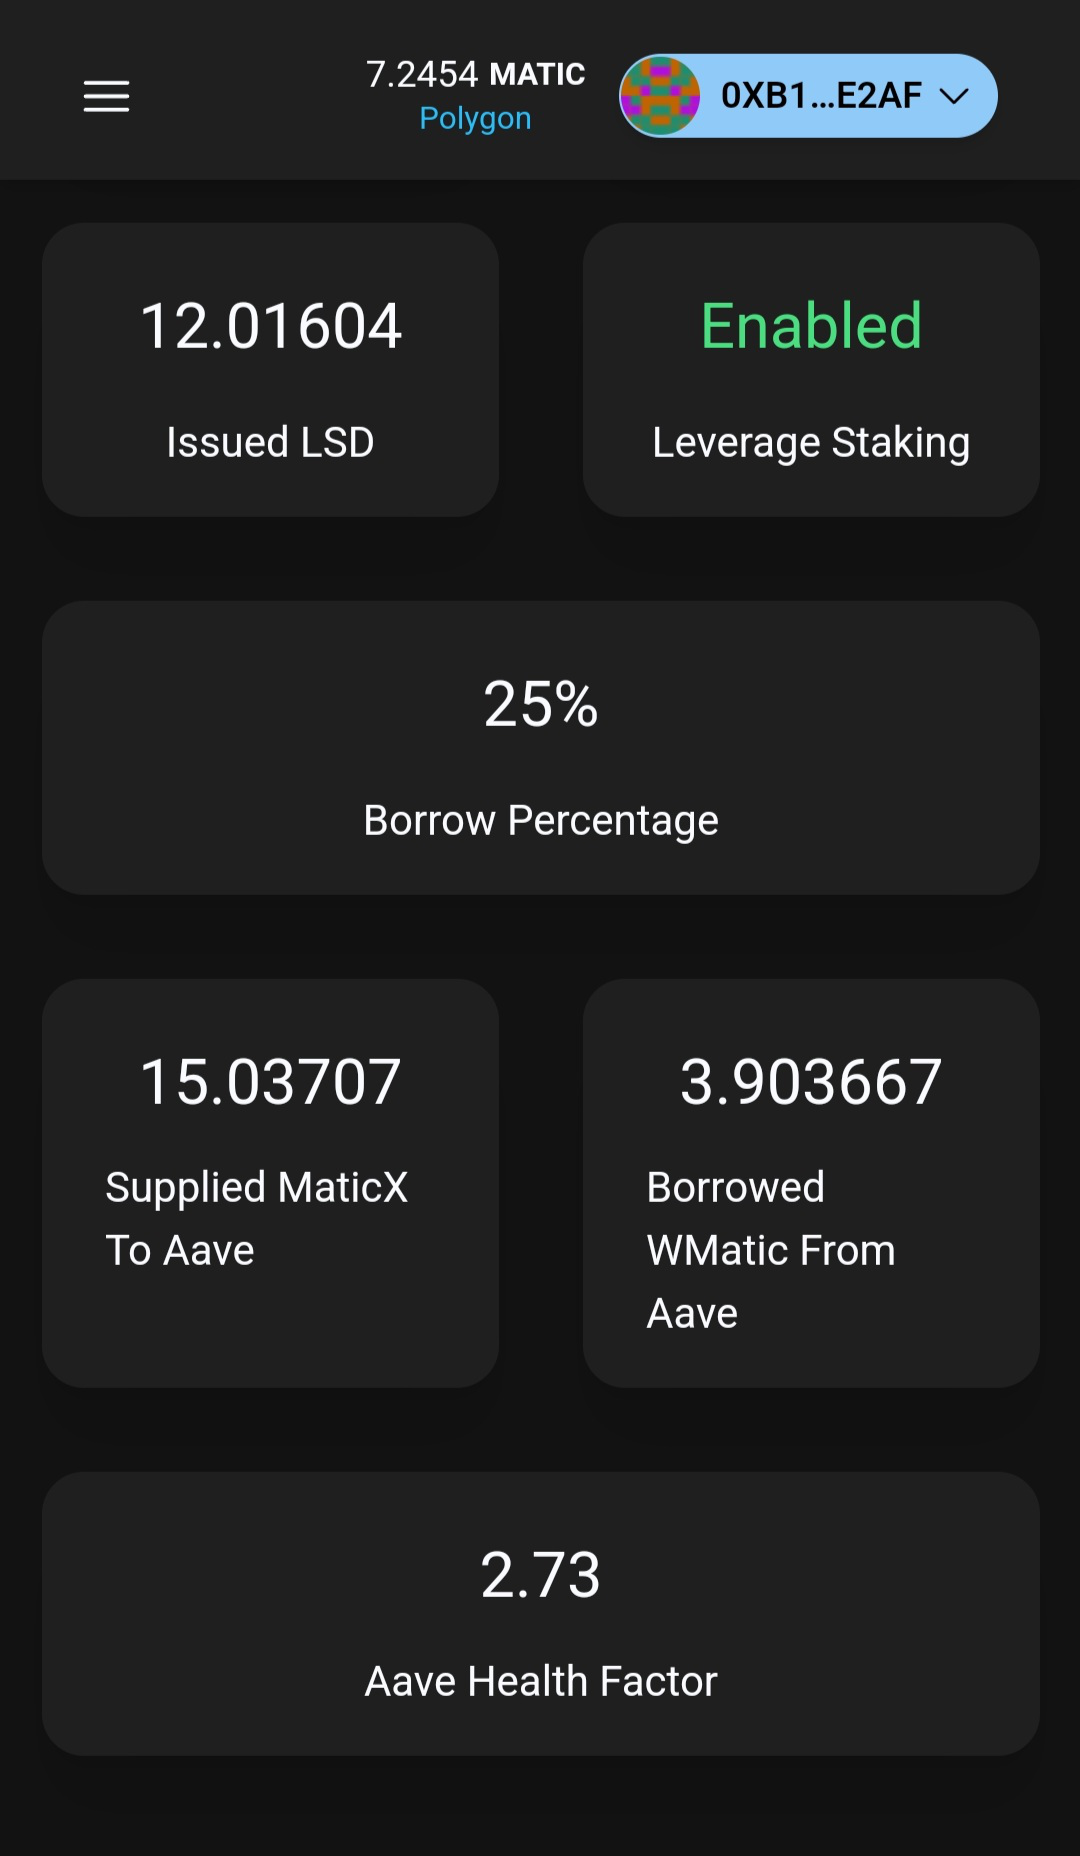 7.2454 MATIC
Polygon
0XB1...E2AF
12.01604
Issued LSD
Enabled
Leverage Staking
25%
Borrow Percentage
15.03707
Supplied MaticX
To Aave
3.903667
Borrowed
WMatic From
Aave
2.73
Aave Health Factor